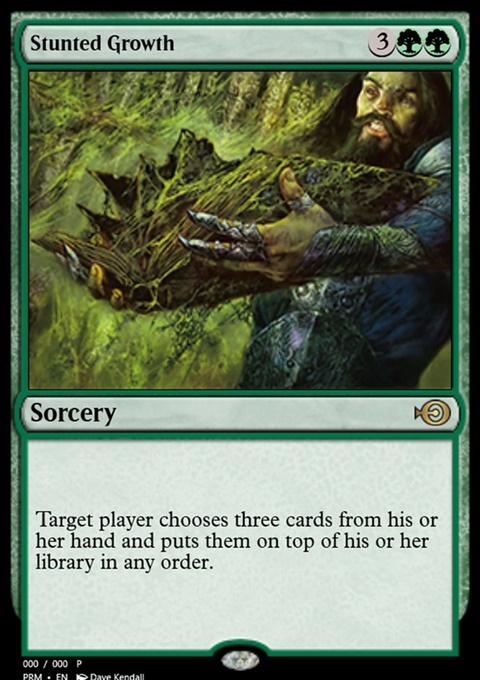 Stunted Growth 3
Sorcery
Target player chooses three cards from his or
her hand and puts them on top of his or her
library in any order.
000 / 000 P
PRM • EN Dave Kendall